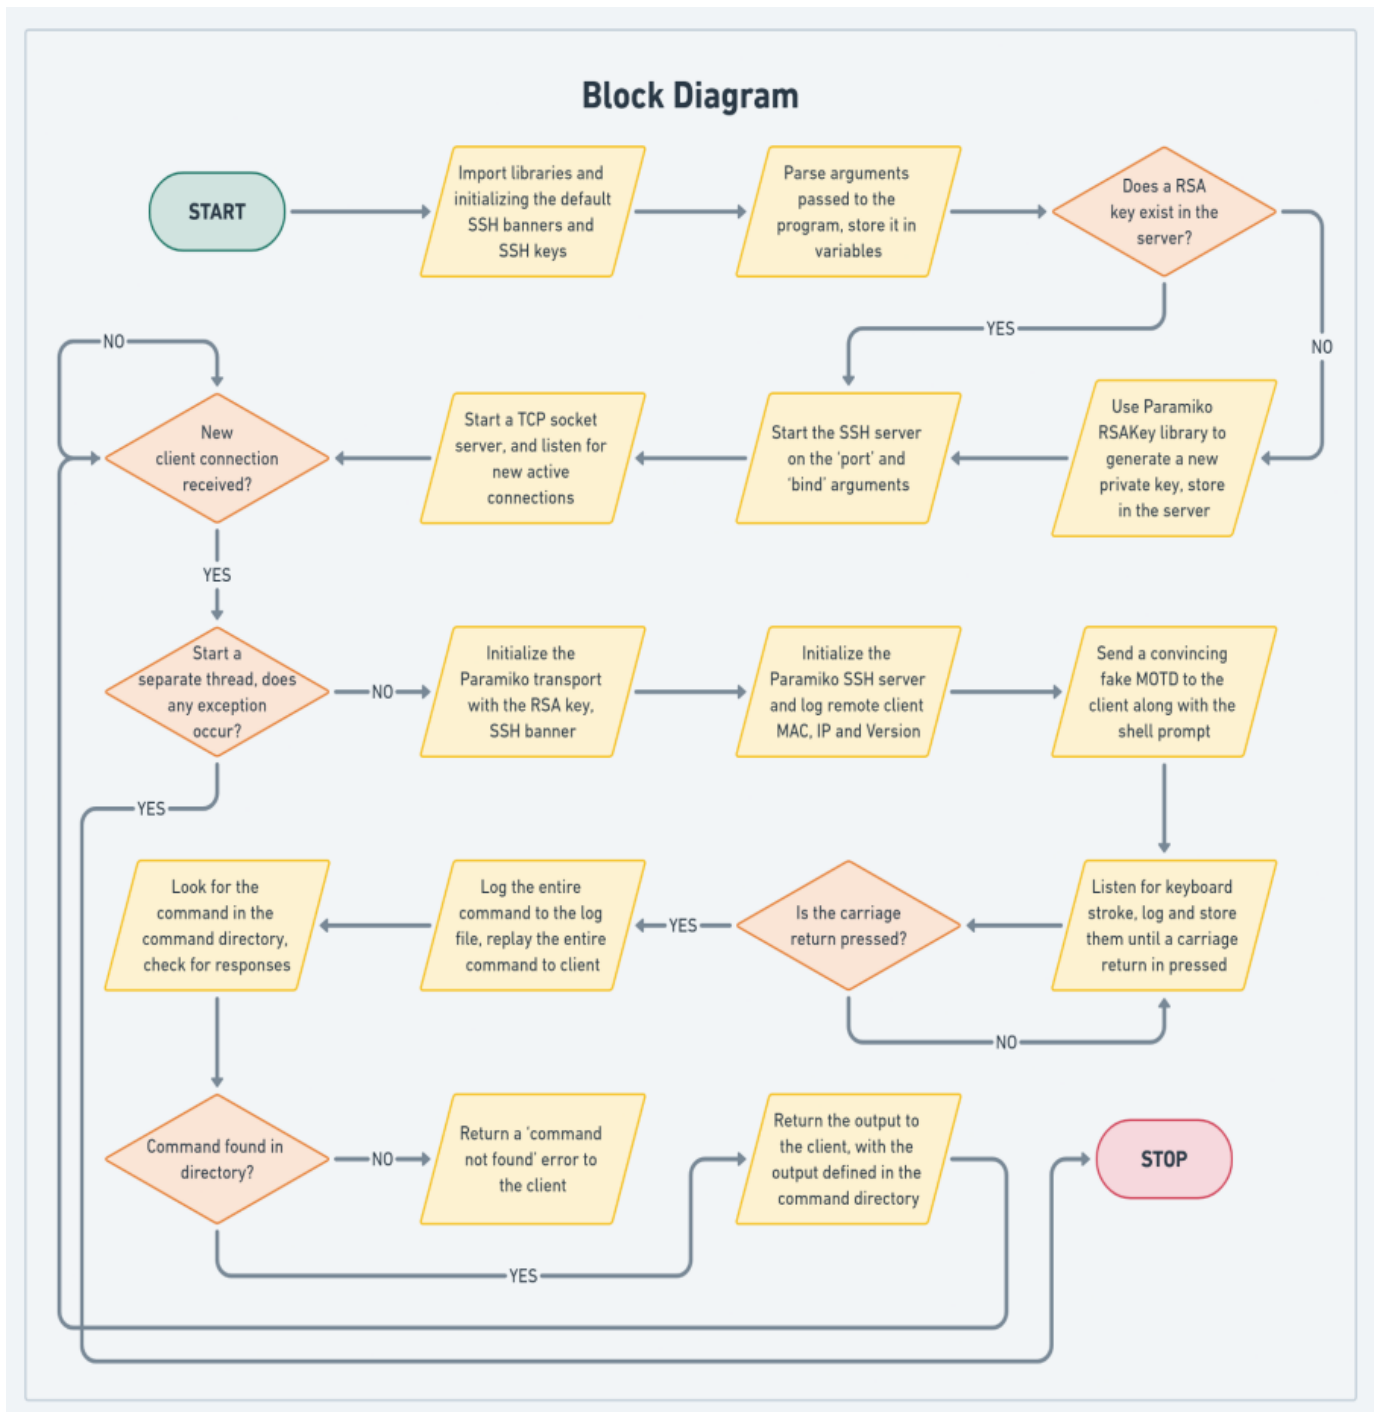 Block Diagram
START
Import libraries and
initializing the default
SSH banners and
SSH keys
Parse arguments
passed to the
program, store it in
variables
Does a RSA
key exist in the
server?
YES
NO
NO
New
client connection
received?
Start a TCP socket
server, and listen for
new active
connections
Start the SSH server
on the 'port' and
'bind' arguments
Use Paramiko
RSAKey library to
generate a new
private key, store
in the server
YES
Start a
separate thread, does
any exception
occur?
NO
Initialize the
Paramiko transport
with the RSA key,
SSH banner
Initialize the
Paramiko SSH server
and log remote client
MAC, IP and Version
Send a convincing
fake MOTD to the
client along with the
shell prompt
YES
Look for the
command in the
command directory,
check for responses
Log the entire
command to the log
file, replay the entire
command to client
YES
Is the carriage
return pressed?
Listen for keyboard
stroke, log and store
them until a carriage
return in pressed
NO
Command found in
directory?
NO
Return a 'command
not found' error to
the client
Return the output to
the client, with the
output defined in the
command directory
STOP
YES